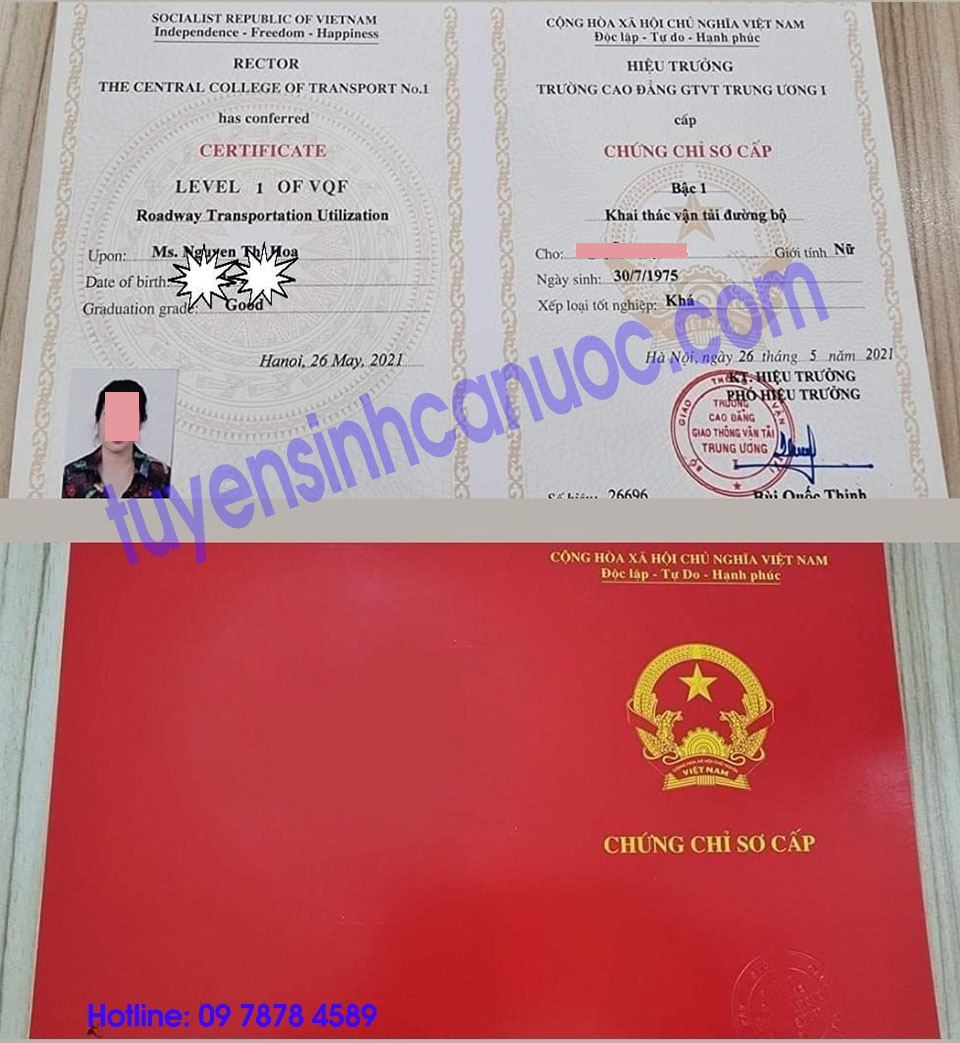 SOCIALIST REPUBLIC OF VIETNAM
Independence - Freedom - Happiness
RECTOR
THE CENTRAL COLLEGE OF TRANSPORT No.1
has conferred
CERTIFICATE
LEVEL 1 OF VQF
Roadway Transportation Utilization
Upon: Ms. Nguyen Thi Hoa
Date of birth:
Graduation grade: Good
Hanoi, 26 May, 2021
CỘNG HÒA XÃ HỘI CHỦ NGHĨA VIỆT NAM
Độc lập - Tự do - Hạnh phúc
HIỆU TRƯỞNG
TRƯỜNG CAO ĐẲNG GTVT TRUNG ƯƠNG I
cấp
CHỨNG CHỈ SƠ CẤP
Bậc 1
Khai thác vận tải đường bộ
Cho: Giới tính Nữ
Ngày sinh: 30/7/1975
Xếp loại tốt nghiệp: Khá
Hà Nội, ngày 26 tháng 5 năm 2021
KT. HIỆU TRƯỞNG
PHÓ HIỆU TRƯỞNG
TRƯỜNG
CAO ĐẲNG
GIAO THÔNG VẬN TẢI
TRUNG ƯƠNG
I
Số hiệu: 26696
Bùi Quốc Thịnh
tuyensinhcanuoc.com
CỘNG HÒA XÃ HỘI CHỦ NGHĨA VIỆT NAM
Độc lập - Tự Do - Hạnh phúc
VIỆT NAM
CHỨNG CHỈ SƠ CẤP
Hotline: 09 7878 4589